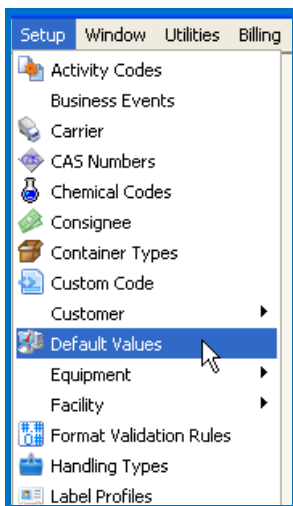 Setup Window Utilities Billing
Activity Codes
Business Events
Carrier
CAS Numbers
Chemical Codes
Consignee
Container Types
Custom Code
Customer
Default Values
Equipment
Facility
Format Validation Rules
Handling Types
Label Profiles